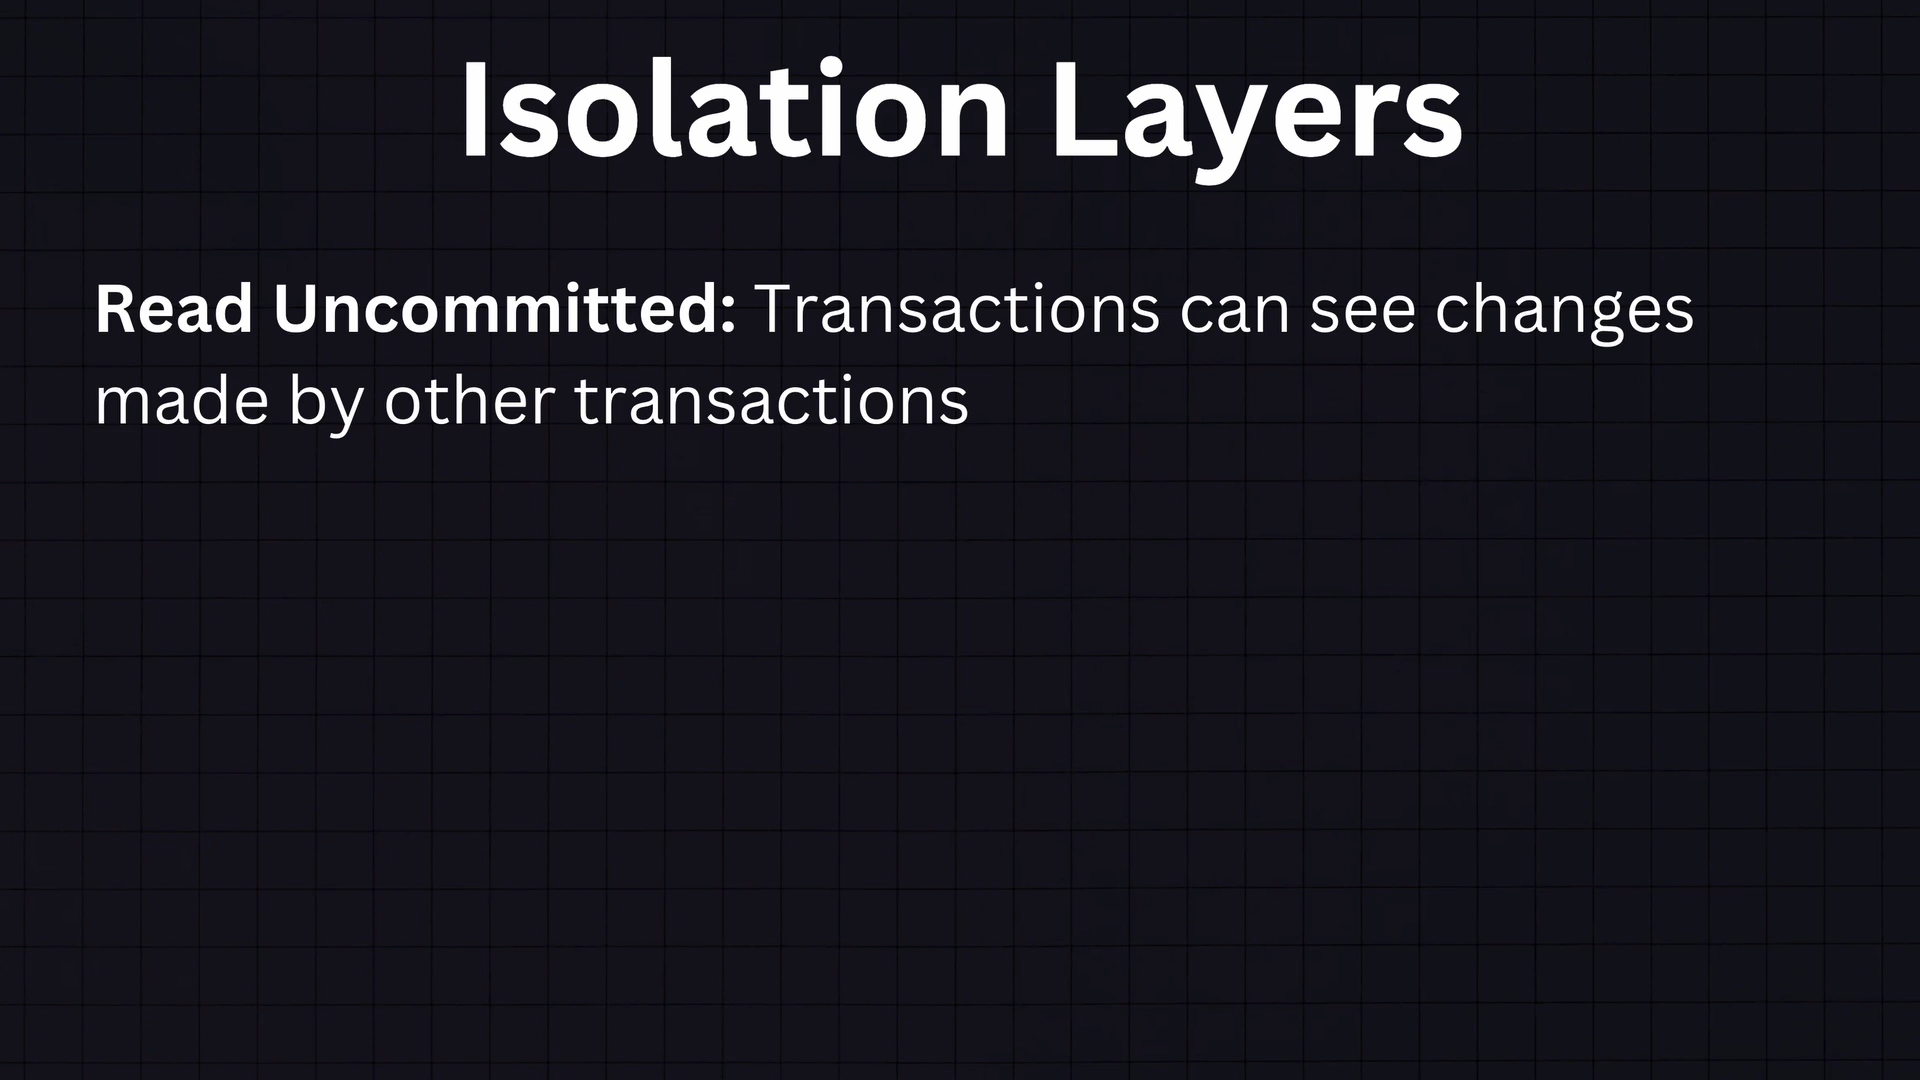 Isolation Layers
Read Uncommitted: Transactions can see changes
made by other transactions